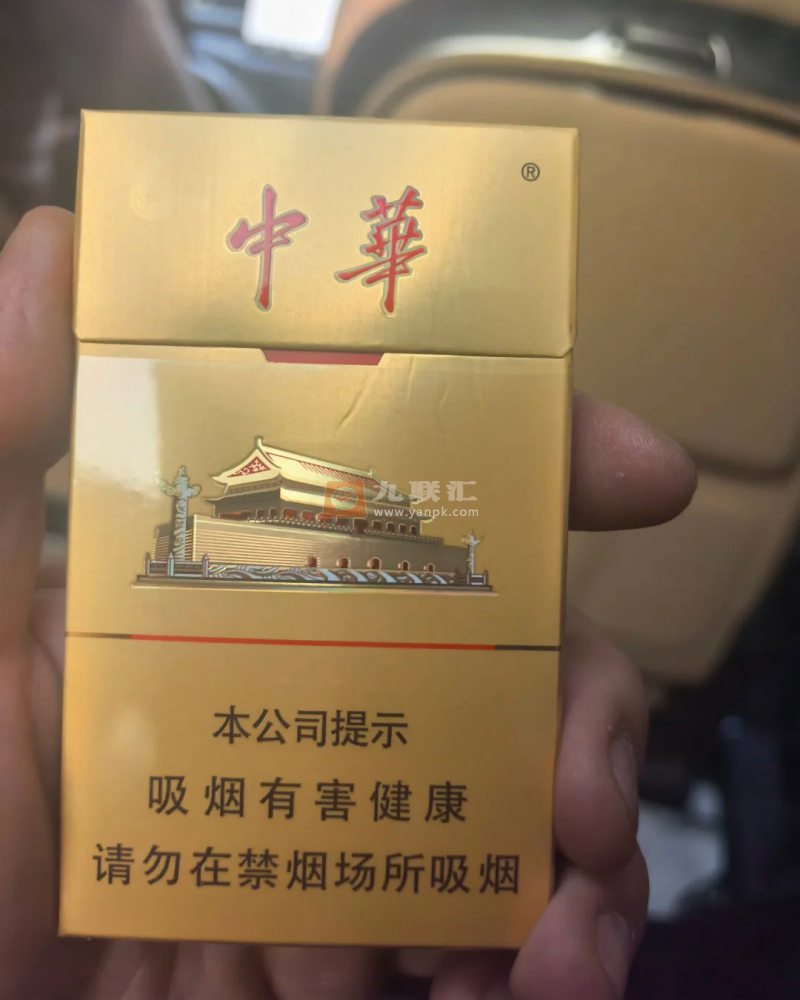 中華
®
九联汇
www.yanpk.com
本公司提示
吸烟有害健康
请勿在禁烟场所吸烟